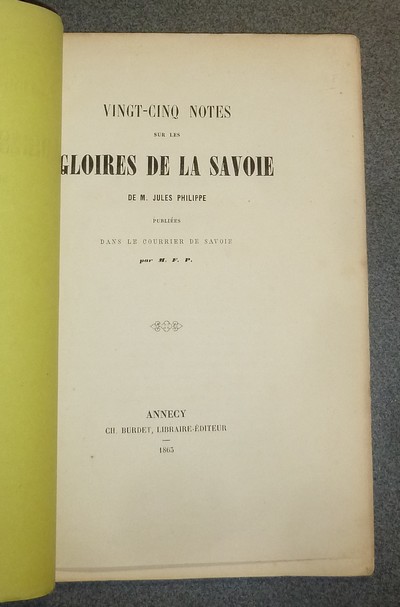 VINGT-CINQ NOTES
SUR LES
GLOIRES DE LA SAVOIE
DE M. JULES PHILIPPE
PUBLIÉES
DANS LE COURRIER DE SAVOIE
par M. F. P.
ANNECY
CH. BURDET, LIBRAIRE-ÉDITEUR
1863